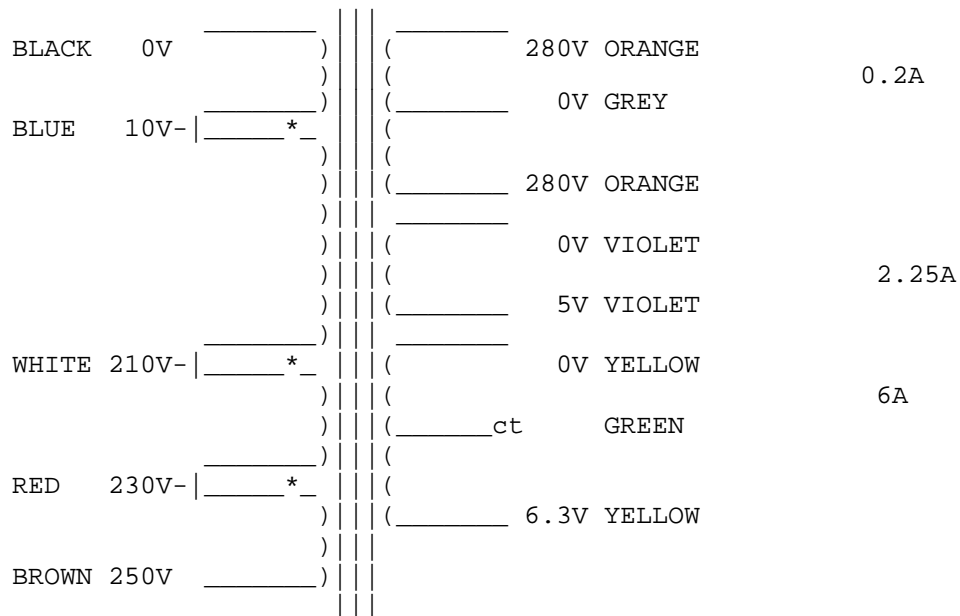 BLACK 0V 280V ORANGE
0.2A
0V GREY
BLUE 10V-
280V ORANGE
0V VIOLET
2.25A
5V VIOLET
WHITE 210V- 0V YELLOW
6A
ct GREEN
RED 230V-
6.3V YELLOW
BROWN 250V